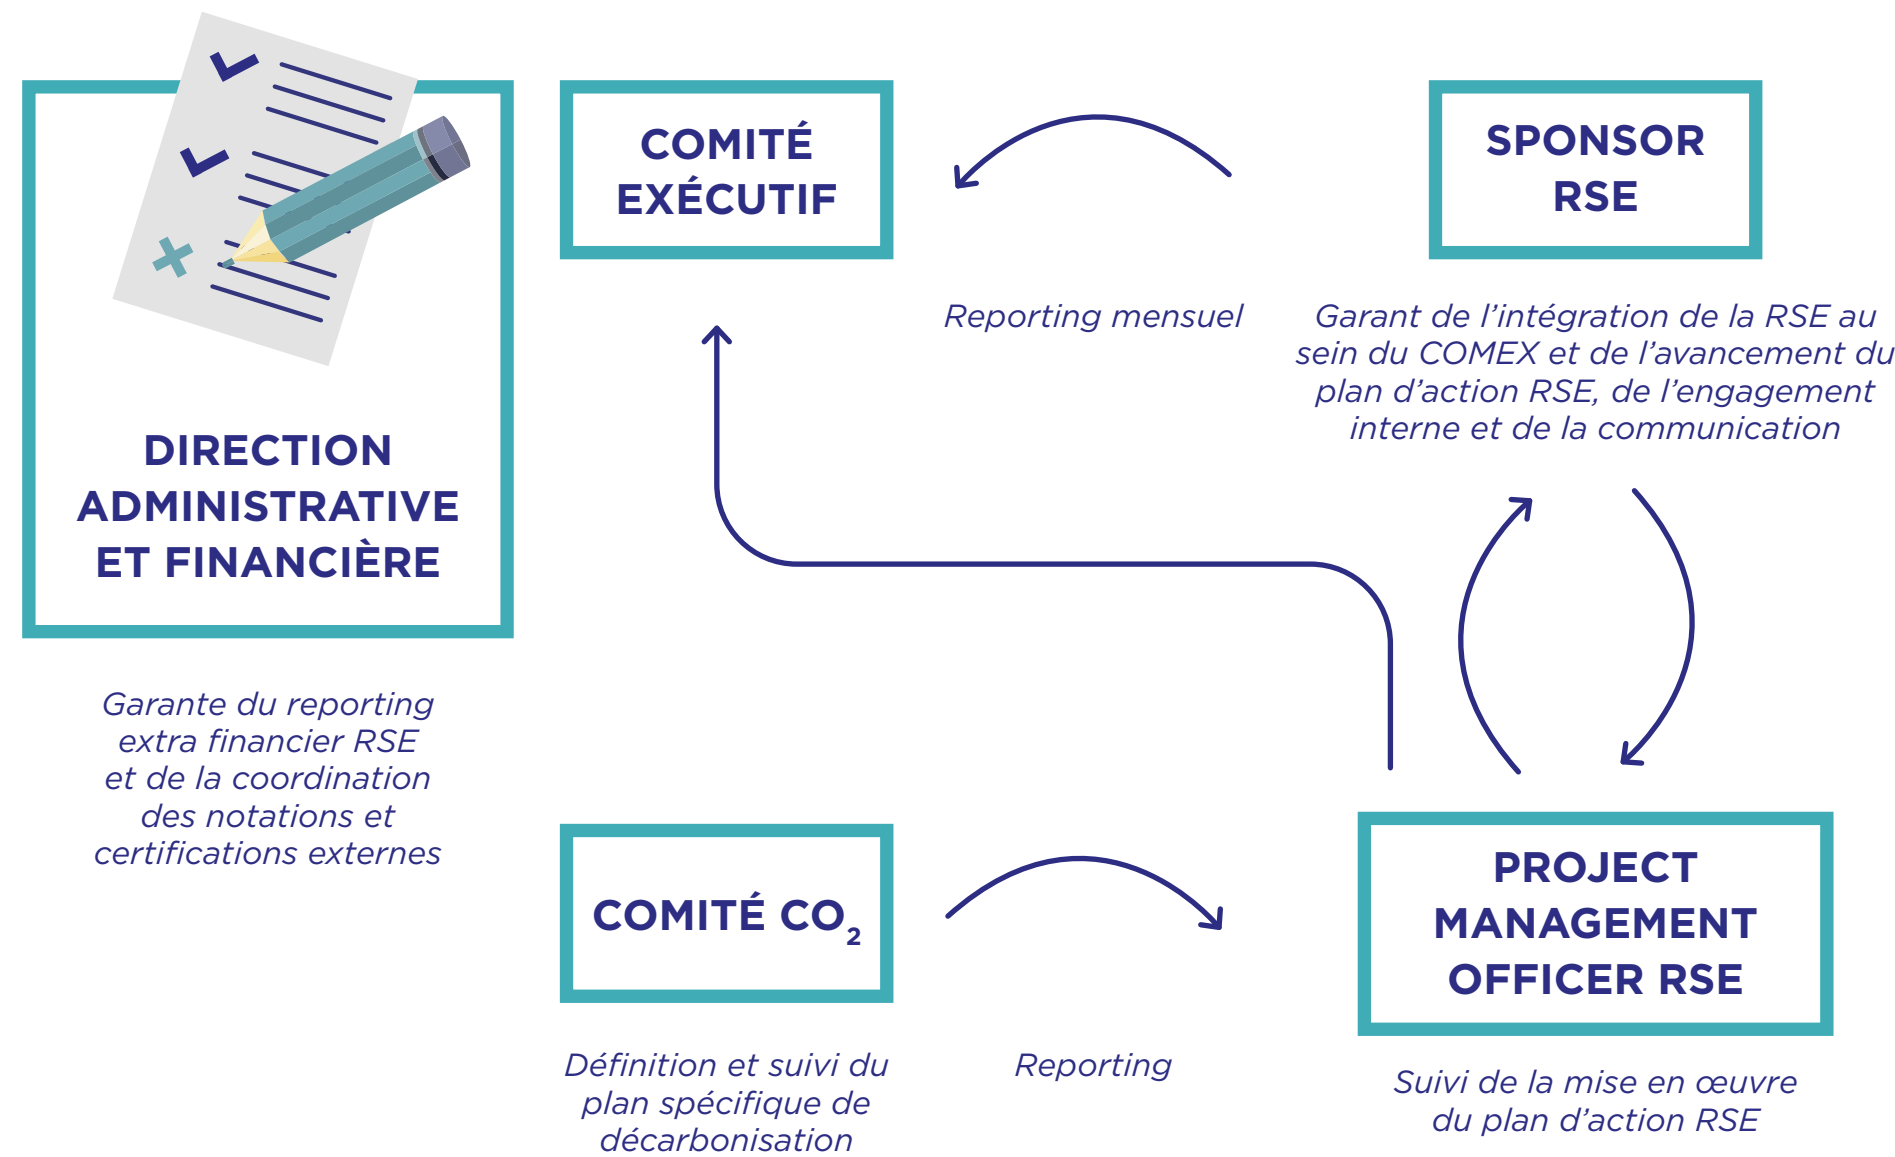 DIRECTION
ADMINISTRATIVE
ET FINANCIÈRE
Garante du reporting
extra financier RSE
et de la coordination
des notations et
certifications externes
COMITÉ
EXÉCUTIF
Reporting mensuel
SPONSOR
RSE
Garant de l’intégration de la RSE au
sein du COMEX et de l’avancement du
plan d’action RSE, de l’engagement
interne et de la communication
COMITÉ CO₂
Définition et suivi du
plan spécifique de
décarbonisation
Reporting
PROJECT
MANAGEMENT
OFFICER RSE
Suivi de la mise en œuvre
du plan d’action RSE